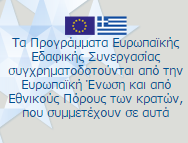 Τα Προγράμματα Ευρωπαϊκής
Εδαφικής Συνεργασίας
συγχρηματοδοτούνται από την
Ευρωπαϊκή Ένωση και από
Εθνικούς Πόρους των κρατών,
που συμμετέχουν σε αυτά